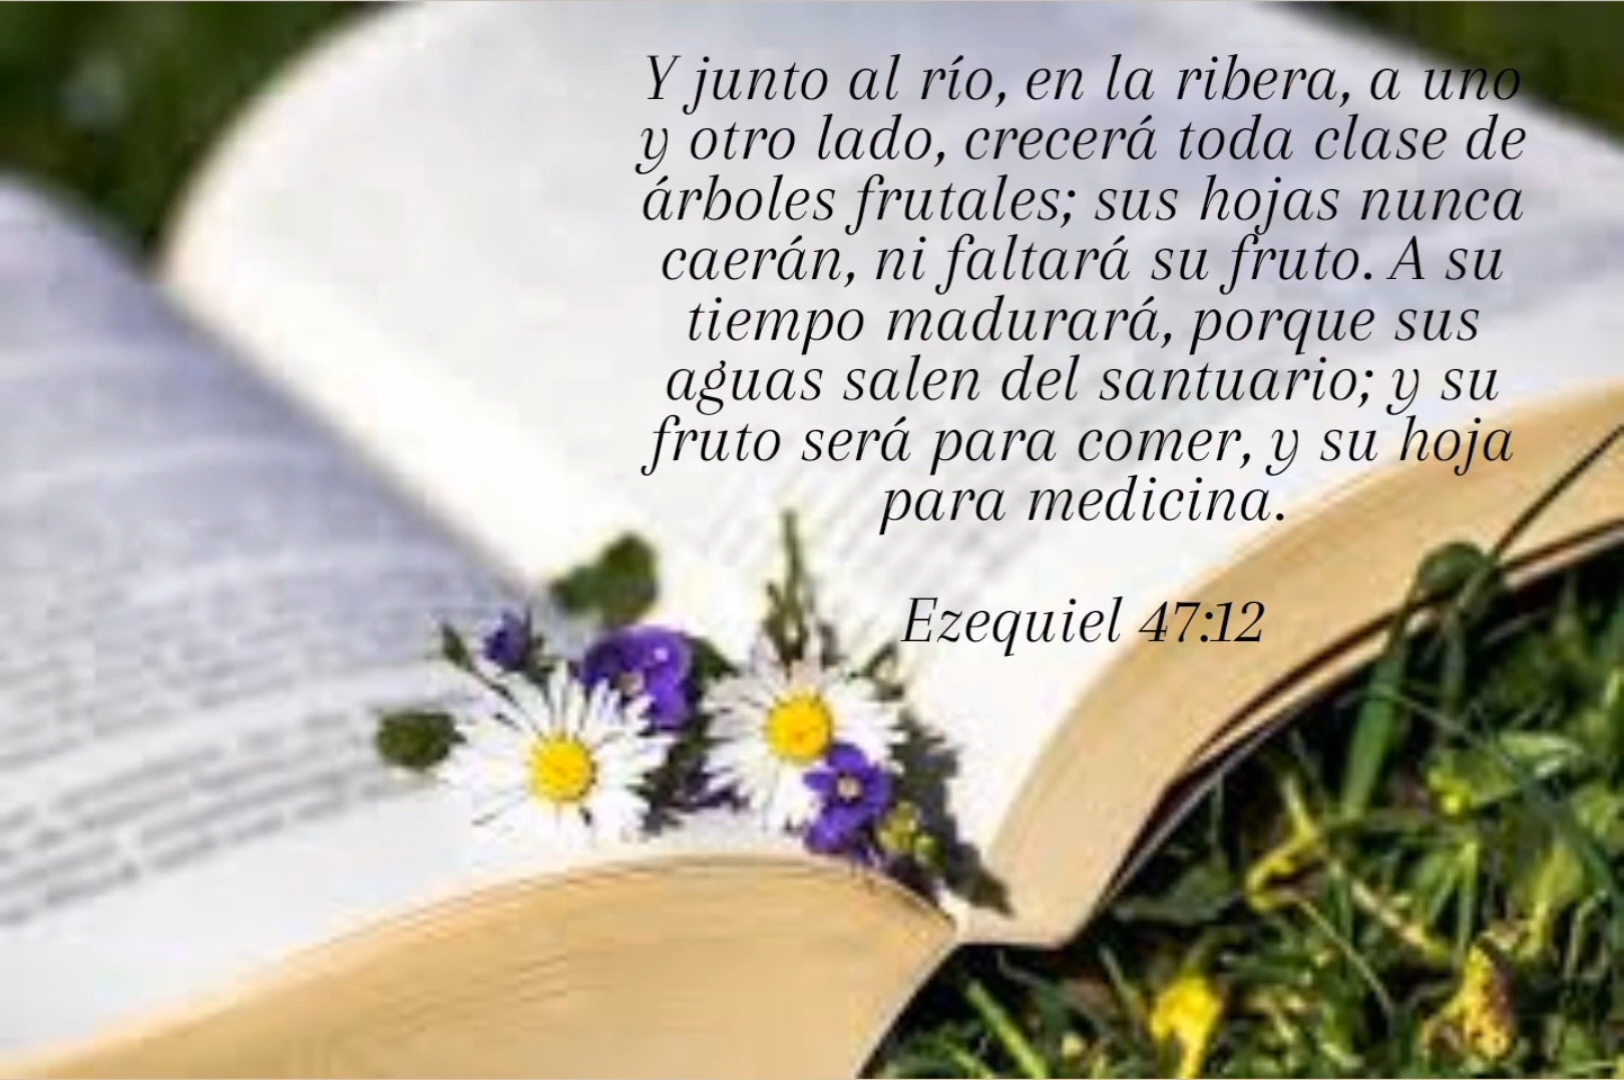 Y junto al río, en la ribera, a uno
y otro lado, crecerá toda clase de
árboles frutales; sus hojas nunca
caerán, ni faltará su fruto. A su
tiempo madurará, porque sus
aguas salen del santuario; y su
fruto será para comer, y su hoja
para medicina.
Ezequiel 47:12